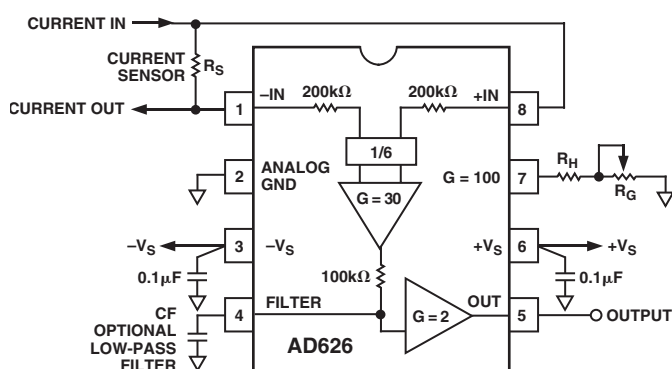 CURRENT IN
CURRENT
SENSOR
RS
CURRENT OUT
1
–IN
200kΩ
200kΩ
+IN
8
1/6
2
ANALOG
GND
G = 30
G = 100
7
RH
RG
–VS
3
–VS
+VS
6
+VS
0.1µF
100kΩ
0.1µF
4
FILTER
G = 2
OUT
5
OUTPUT
CF
OPTIONAL
LOW-PASS
FILTER
AD626